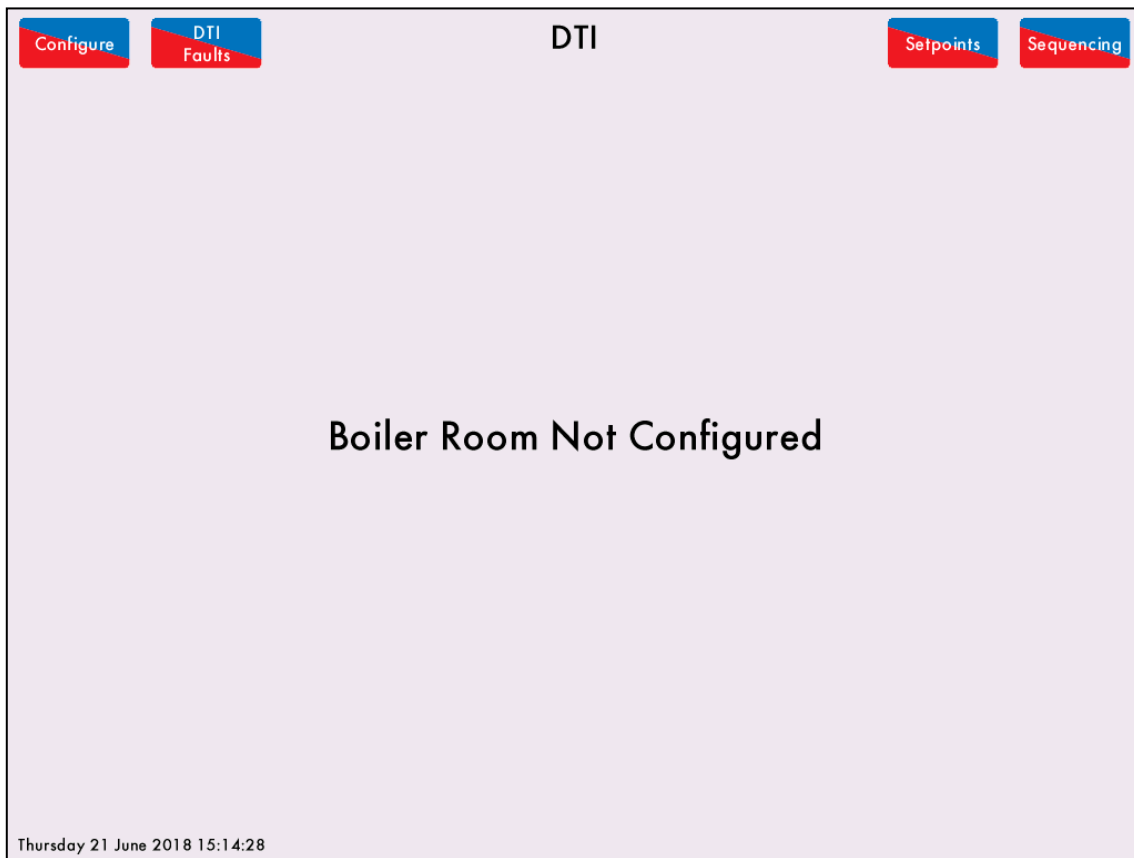 Configure
DTI
Faults
DTI
Setpoints
Sequencing
Boiler Room Not Configured
Thursday 21 June 2018 15:14:28